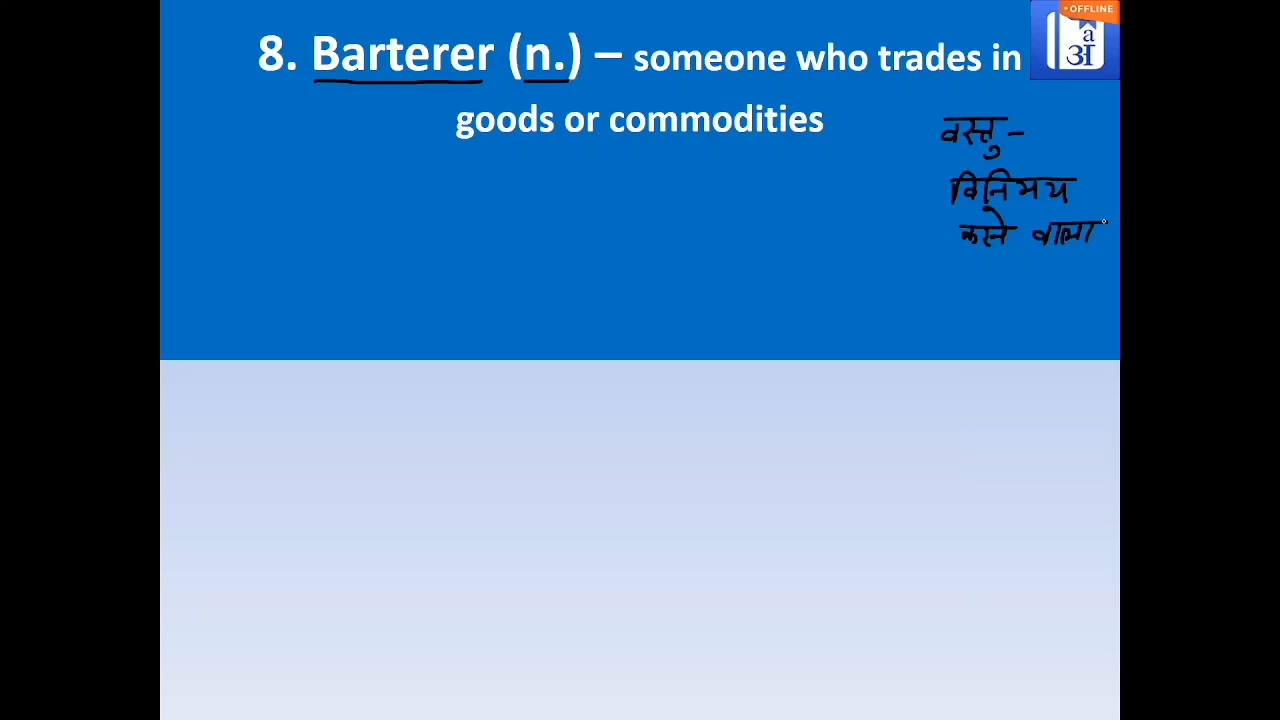 •OFFLINE
a
अ
8. Barterer (n.) – someone who trades in
goods or commodities
वस्तु –
विनिमय
करने वाला